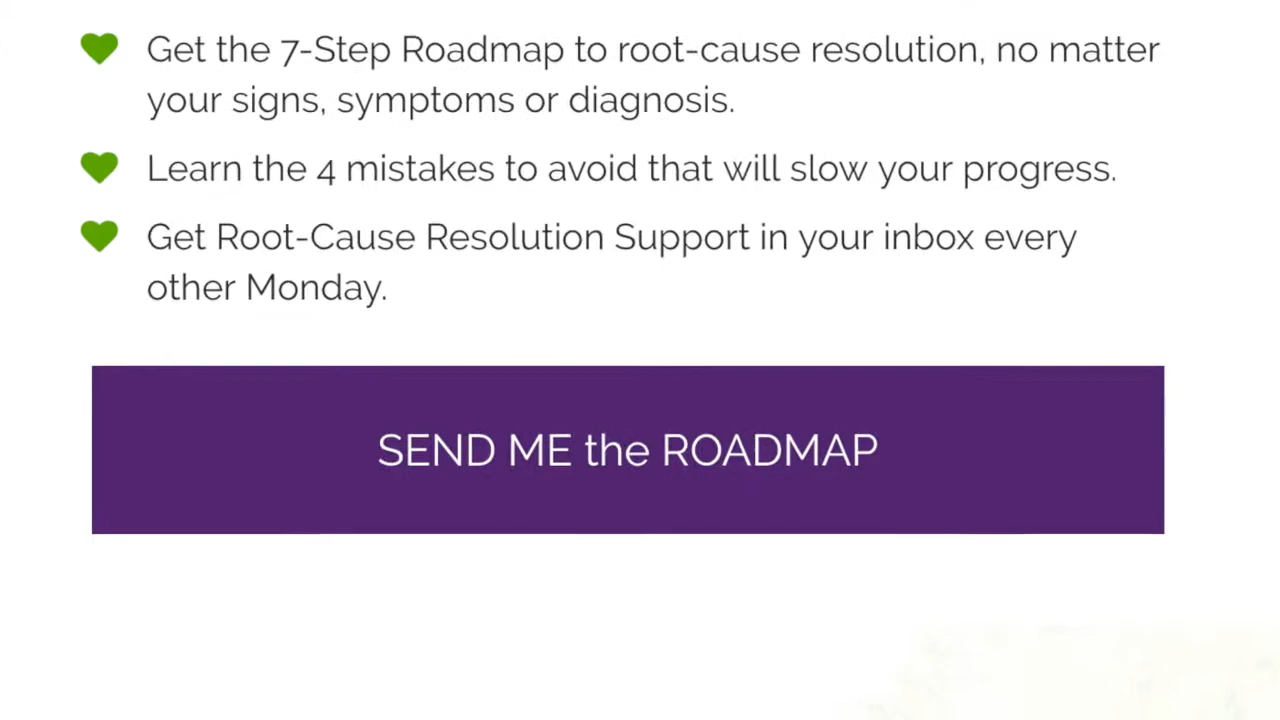 Get the 7-Step Roadmap to root-cause resolution, no matter
your signs, symptoms or diagnosis.
Learn the 4 mistakes to avoid that will slow your progress.
Get Root-Cause Resolution Support in your inbox every
other Monday.
SEND ME the ROADMAP